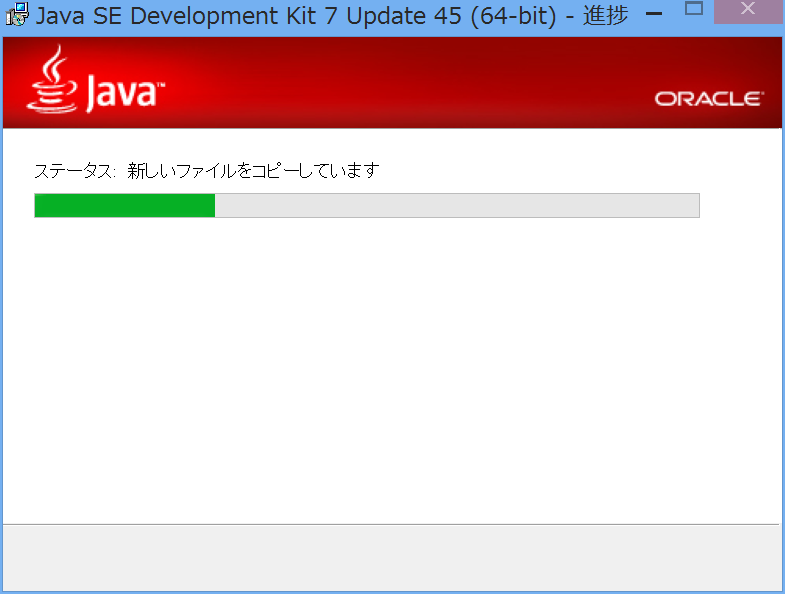 Java SE Development Kit 7 Update 45 (64-bit) - 進捗
Java™
ORACLE®
ステータス: 新しいファイルをコピーしています